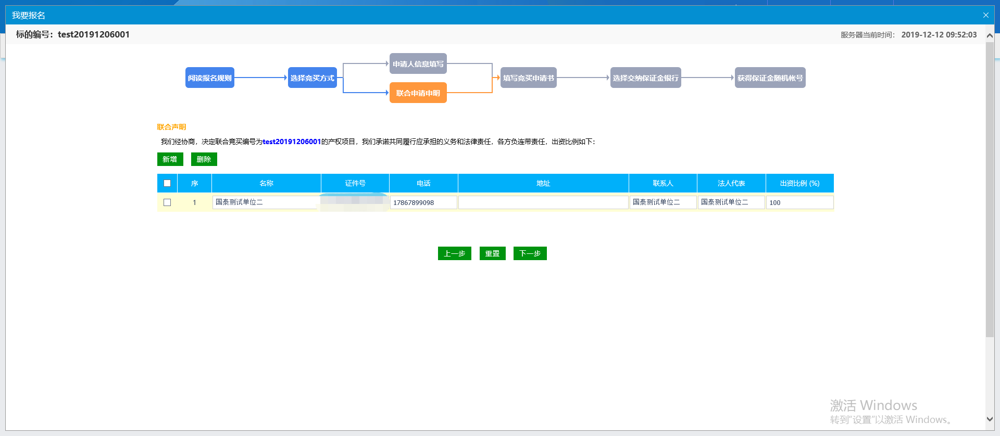 我要报名
标的编号：test20191206001
服务器当前时间： 2019-12-12 09:52:03
申请人信息填写
阅读报名规则 选择竞买方式 填写竞买申请书 选择交纳保证金银行 获得保证金随机帐号
联合申请申明
联合声明
我们经协商，决定联合竞买编号为test20191206001的产权项目，我们承诺共同履行应承担的义务和法律责任，各方负连带责任，出资比例如下：
新增 删除
序 名称 证件号 电话 地址 联系人 法人代表 出资比例 (%)
1 国泰测试单位二 17867899098 国泰测试单位二 国泰测试单位二 100
上一步 重置 下一步
激活 Windows
转到“设置”以激活 Windows。